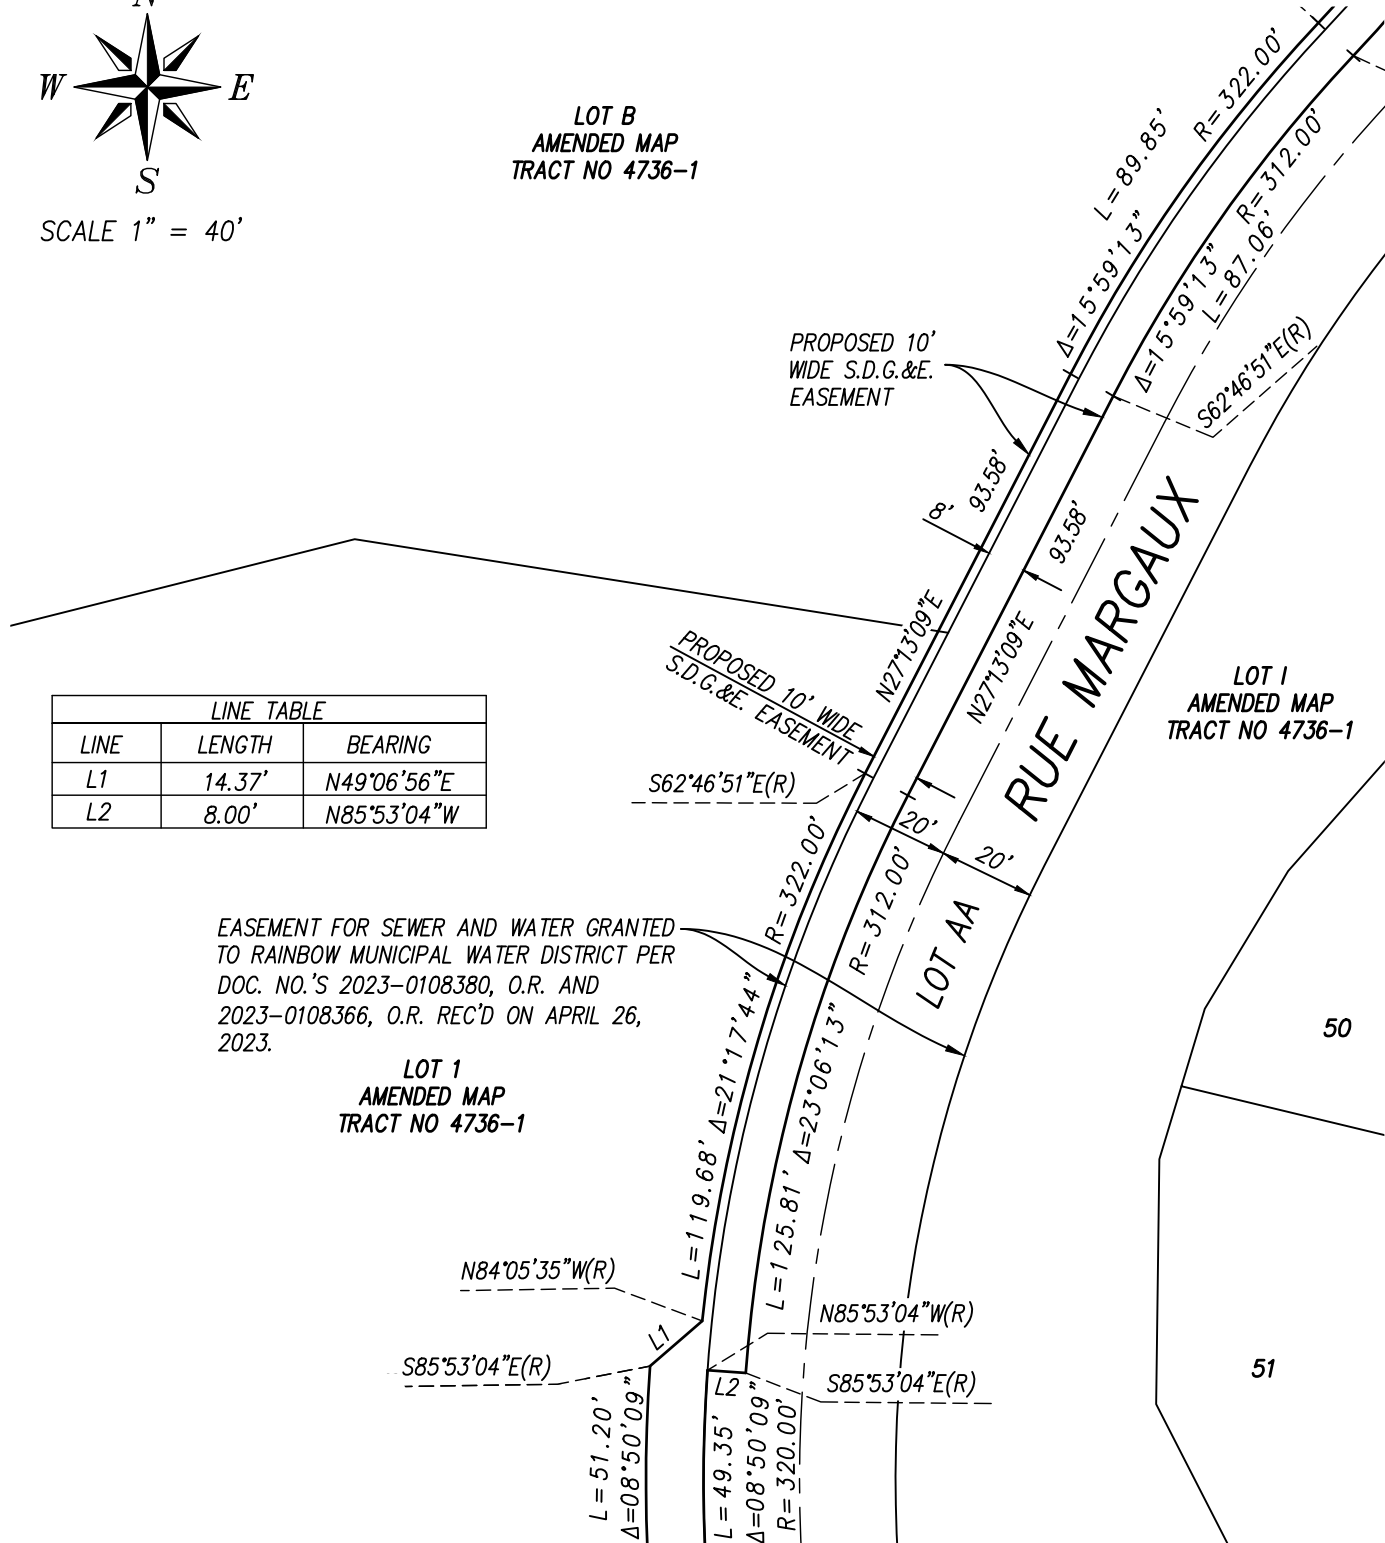 N
W
E
S
SCALE 1" = 40'
LOT B
AMENDED MAP
TRACT NO 4736-1
R=322.00'
L=89.85'
Δ=15°59'13"
R=312.00'
L=87.06'
Δ=15°59'13"
S62°46'51"E(R)
PROPOSED 10'
WIDE S.D.G.&E.
EASEMENT
93.58'
8'
93.58'
N27°13'09"E
N27°13'09"E
RUE MARGAUX
PROPOSED 10' WIDE
S.D.G.&E. EASEMENT
LOT I
AMENDED MAP
TRACT NO 4736-1
LINE TABLE
LINE LENGTH BEARING
L1 14.37' N49°06'56"E
L2 8.00' N85°53'04"W
S62°46'51"E(R)
20'
20'
R=322.00'
R=312.00'
LOT AA
EASEMENT FOR SEWER AND WATER GRANTED
TO RAINBOW MUNICIPAL WATER DISTRICT PER
DOC. NO.'S 2023-0108380, O.R. AND
2023-0108366, O.R. REC'D ON APRIL 26,
2023.
LOT 1
AMENDED MAP
TRACT NO 4736-1
L=119.68' Δ=21°17'44"
L=125.81' Δ=23°06'13"
50
51
N84°05'35"W(R)
L1
S85°53'04"E(R)
N85°53'04"W(R)
L2
S85°53'04"E(R)
L=51.20'
Δ=08°50'09"
L=49.35'
Δ=08°50'09"
R=320.00'